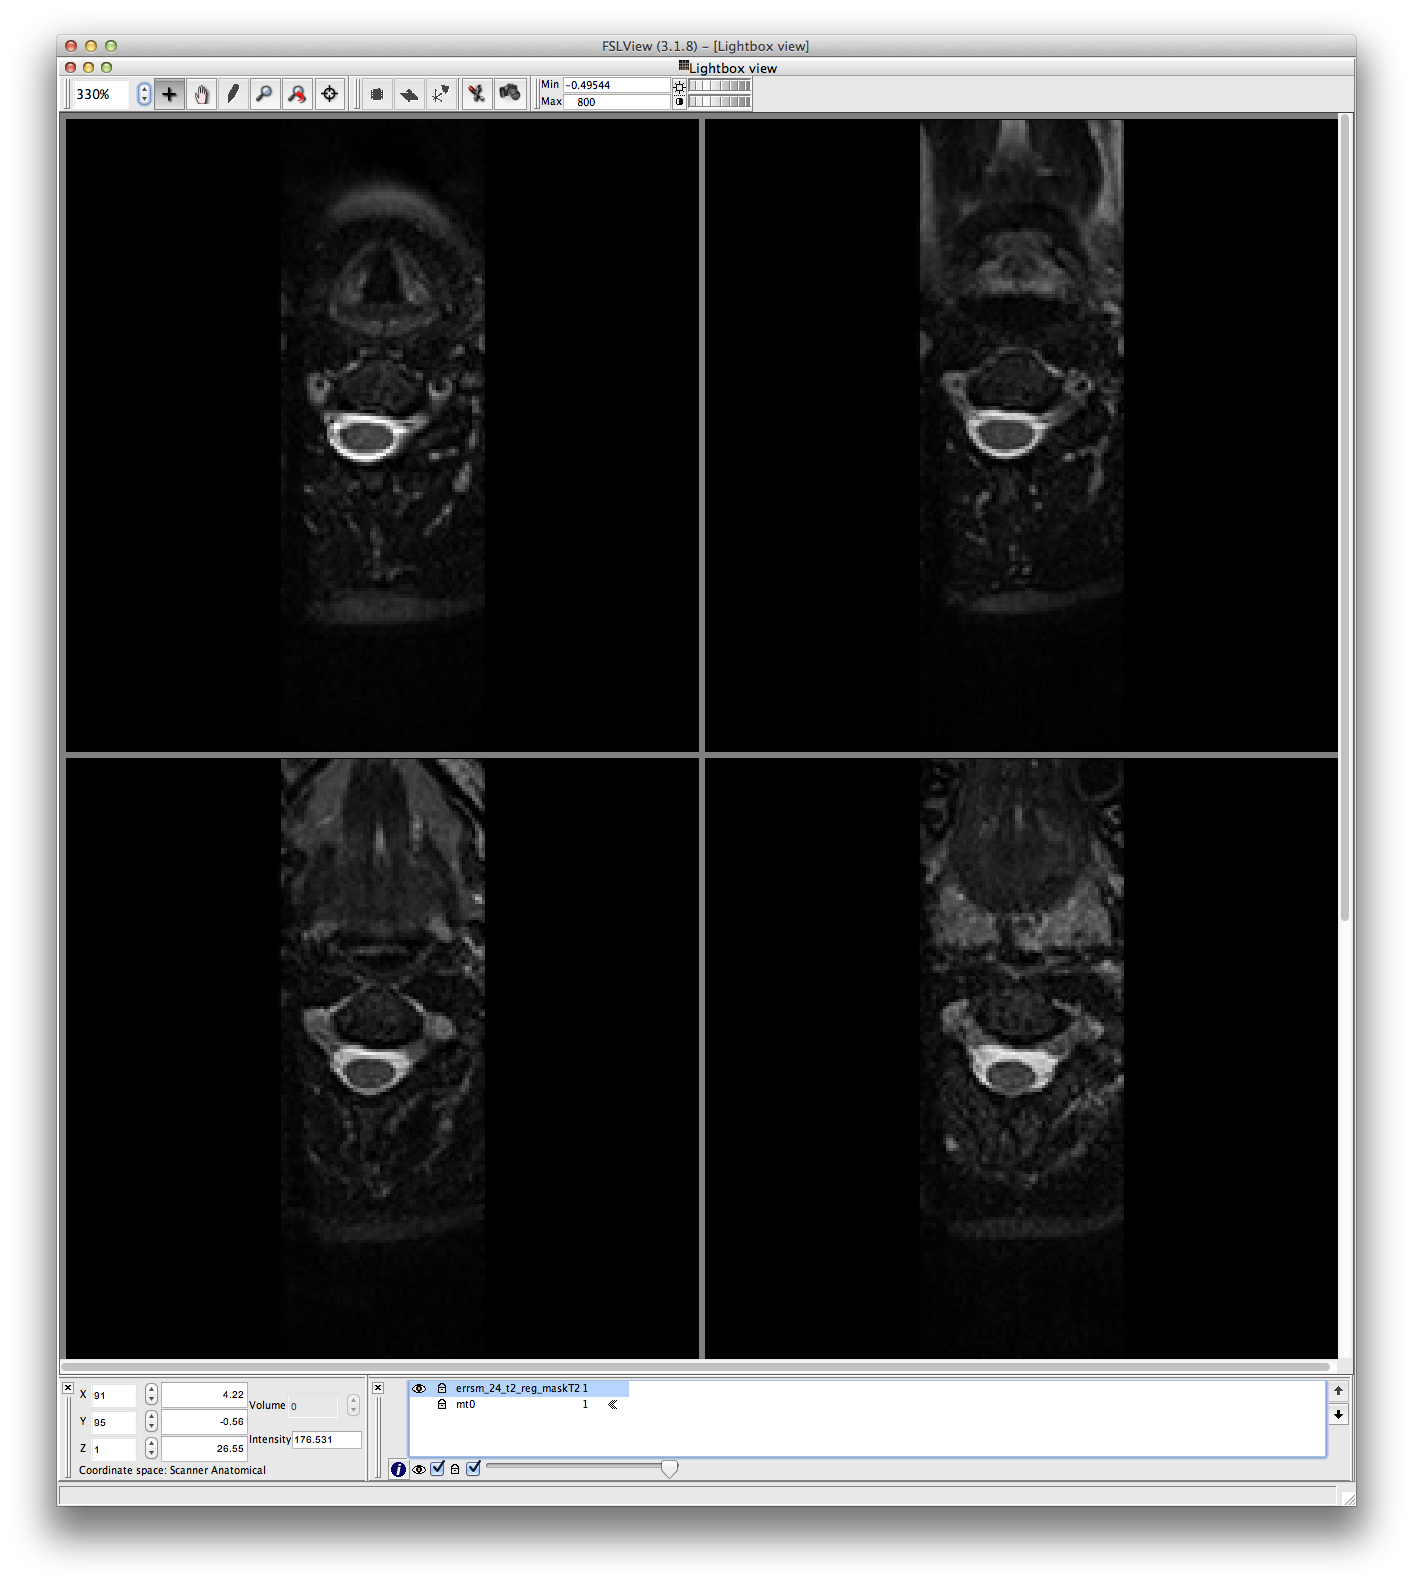 FSLView (3.1.8) – [Lightbox view]
Lightbox view
330%
Min -0.49544
Max 800
X 91 4.22
Y 95 -0.56
Z 1 26.55
Volume 0
Intensity 176.531
Coordinate space: Scanner Anatomical
errsm_24_t2_reg_maskT2 1
mt0 1